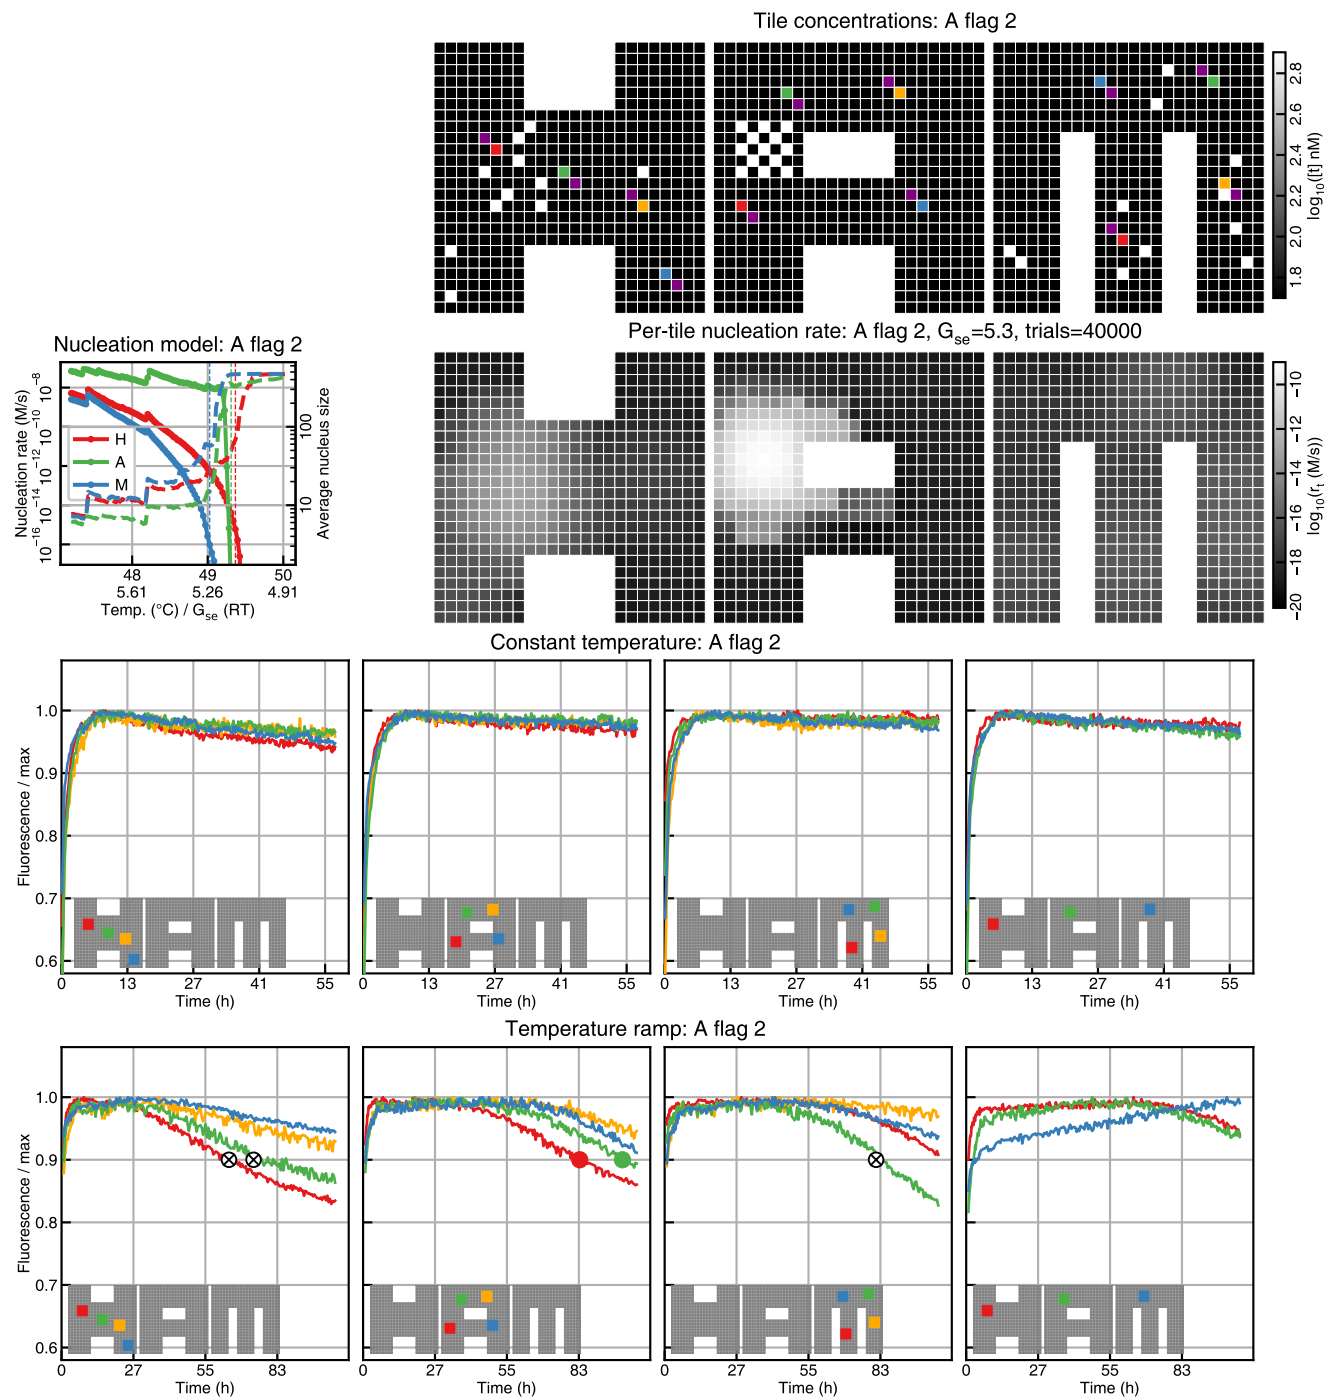 Tile concentrations: A flag 2
2.8
2.6
2.4
2.2
2.0
1.8
log10([t] nM)
Per-tile nucleation rate: A flag 2, Gse=5.3, trials=40000
−10
−12
−14
−16
−18
−20
log10(rt (M/s))
Nucleation model: A flag 2
Nucleation rate (M/s)
10−8
10−10
10−12
10−14
10−16
H
A
M
100
10
Average nucleus size
48 49 50
5.61 5.26 4.91
Temp. (°C) / Gse (RT)
Constant temperature: A flag 2
Fluorescence / max
1.0
0.9
0.8
0.7
0.6
0 13 27 41 55
Time (h)
0 13 27 41 55
Time (h)
0 13 27 41 55
Time (h)
0 13 27 41 55
Time (h)
Temperature ramp: A flag 2
Fluorescence / max
1.0
0.9
0.8
0.7
0.6
0 27 55 83
Time (h)
0 27 55 83
Time (h)
0 27 55 83
Time (h)
0 27 55 83
Time (h)